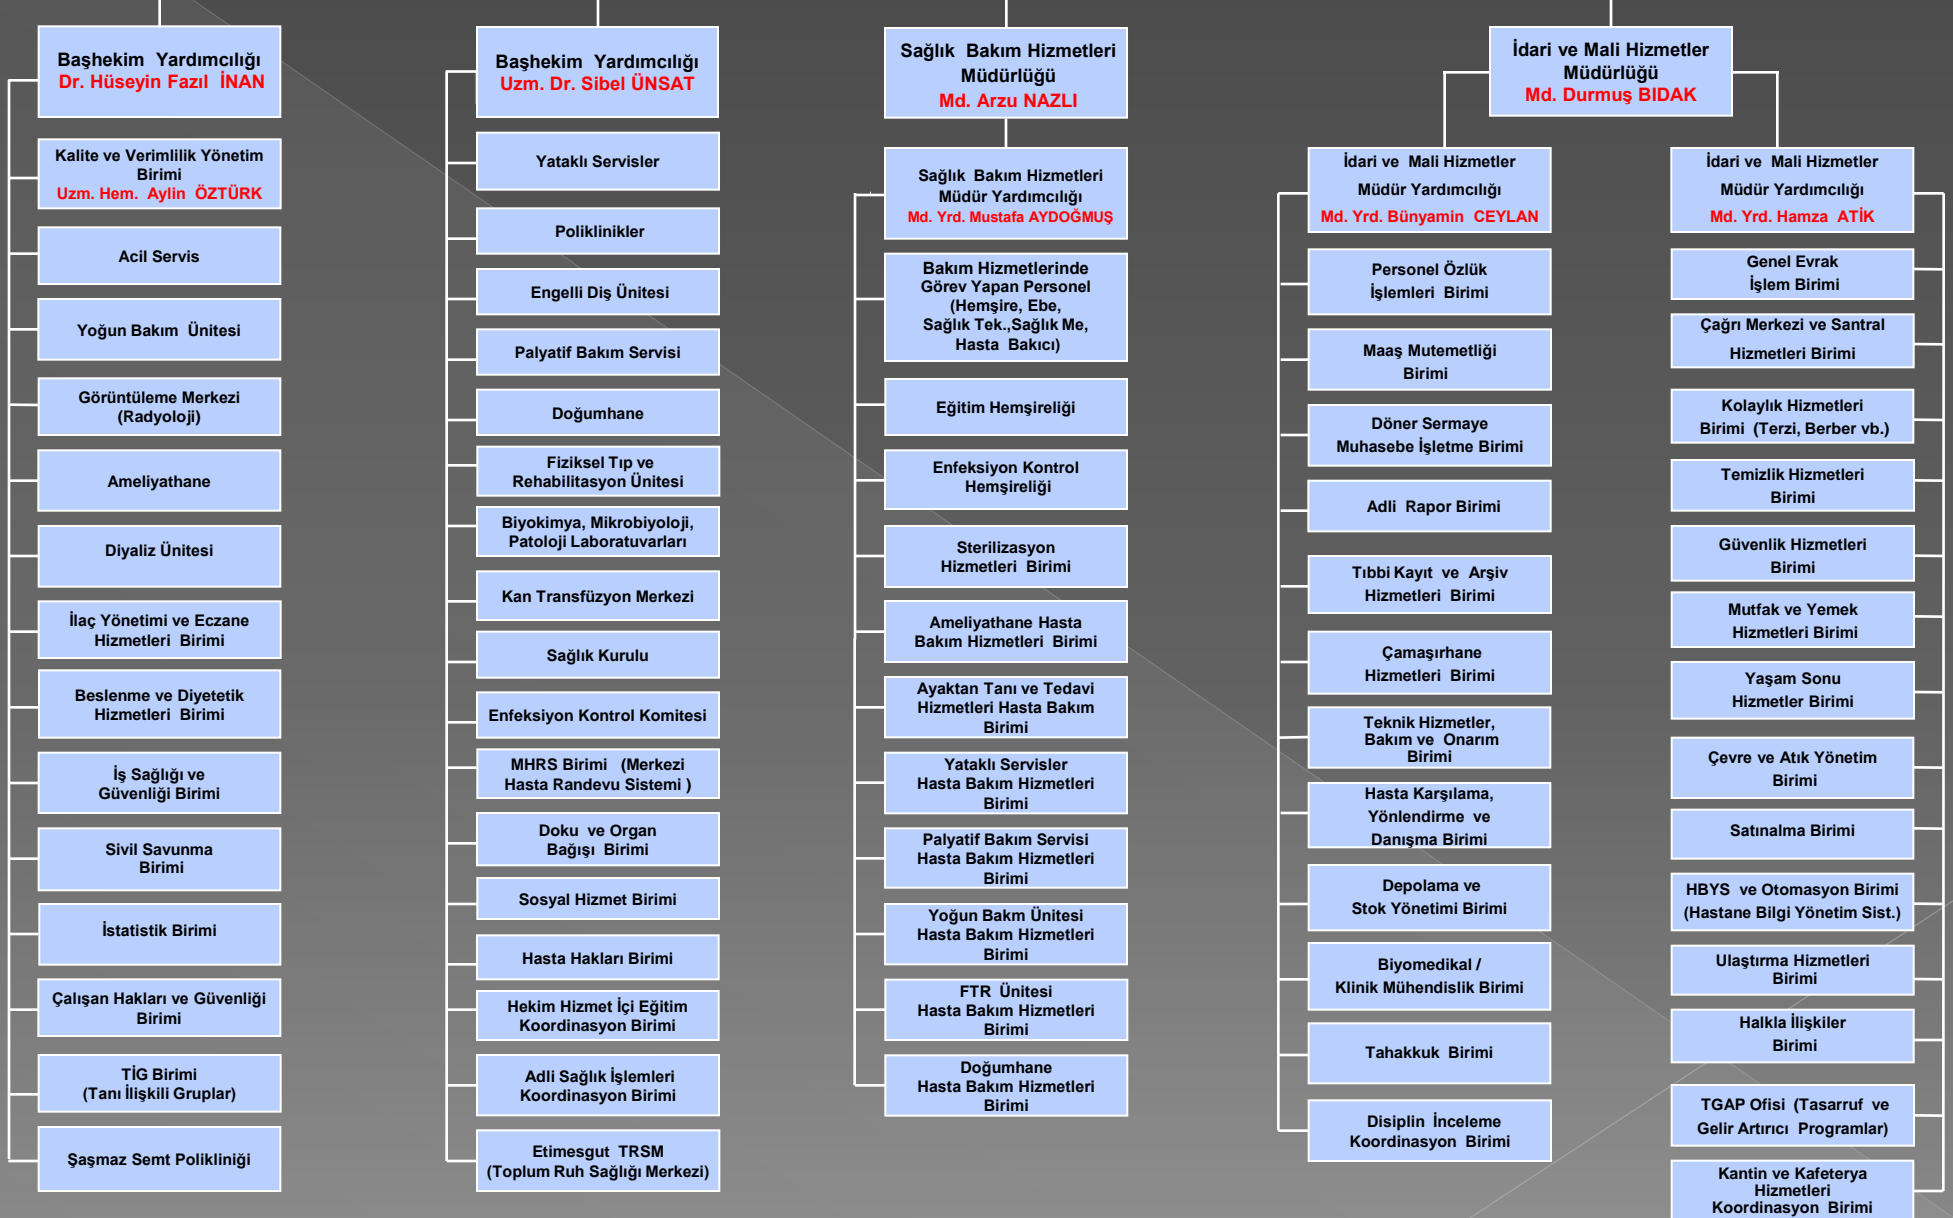 Başhekim Yardımcılığı
Dr. Hüseyin Fazıl İNAN
Kalite ve Verimlilik Yönetim
Birimi
Uzm. Hem. Aylin ÖZTÜRK
Acil Servis
Yoğun Bakım Ünitesi
Görüntüleme Merkezi
(Radyoloji)
Ameliyathane
Diyaliz Ünitesi
İlaç Yönetimi ve Eczane
Hizmetleri Birimi
Beslenme ve Diyetetik
Hizmetleri Birimi
İş Sağlığı ve
Güvenliği Birimi
Sivil Savunma
Birimi
İstatistik Birimi
Çalışan Hakları ve Güvenliği
Birimi
TİG Birimi
(Tanı İlişkili Gruplar)
Şaşmaz Semt Polikliniği
Başhekim Yardımcılığı
Uzm. Dr. Sibel ÜNSAT
Yataklı Servisler
Poliklinikler
Engelli Diş Ünitesi
Palyatif Bakım Servisi
Doğumhane
Fiziksel Tıp ve
Rehabilitasyon Ünitesi
Biyokimya, Mikrobiyoloji,
Patoloji Laboratuvarları
Kan Transfüzyon Merkezi
Sağlık Kurulu
Enfeksiyon Kontrol Komitesi
MHRS Birimi (Merkezi
Hasta Randevu Sistemi )
Doku ve Organ
Bağışı Birimi
Sosyal Hizmet Birimi
Hasta Hakları Birimi
Hekim Hizmet İçi Eğitim
Koordinasyon Birimi
Adli Sağlık İşlemleri
Koordinasyon Birimi
Etimesgut TRSM
(Toplum Ruh Sağlığı Merkezi)
Sağlık Bakım Hizmetleri
Müdürlüğü
Md. Arzu NAZLI
Sağlık Bakım Hizmetleri
Müdür Yardımcılığı
Md. Yrd. Mustafa AYDOĞMUŞ
Bakım Hizmetlerinde
Görev Yapan Personel
(Hemşire, Ebe,
Sağlık Tek.,Sağlık Me,
Hasta Bakıcı)
Eğitim Hemşireliği
Enfeksiyon Kontrol
Hemşireliği
Sterilizasyon
Hizmetleri Birimi
Ameliyathane Hasta
Bakım Hizmetleri Birimi
Ayaktan Tanı ve Tedavi
Hizmetleri Hasta Bakım
Birimi
Yataklı Servisler
Hasta Bakım Hizmetleri
Birimi
Palyatif Bakım Servisi
Hasta Bakım Hizmetleri
Birimi
Yoğun Bakm Ünitesi
Hasta Bakım Hizmetleri
Birimi
FTR Ünitesi
Hasta Bakım Hizmetleri
Birimi
Doğumhane
Hasta Bakım Hizmetleri
Birimi
İdari ve Mali Hizmetler
Müdürlüğü
Md. Durmuş BIDAK
İdari ve Mali Hizmetler
Müdür Yardımcılığı
Md. Yrd. Bünyamin CEYLAN
Personel Özlük
İşlemleri Birimi
Maaş Mutemetliği
Birimi
Döner Sermaye
Muhasebe İşletme Birimi
Adli Rapor Birimi
Tıbbi Kayıt ve Arşiv
Hizmetleri Birimi
Çamaşırhane
Hizmetleri Birimi
Teknik Hizmetler,
Bakım ve Onarım
Birimi
Hasta Karşılama,
Yönlendirme ve
Danışma Birimi
Depolama ve
Stok Yönetimi Birimi
Biyomedikal /
Klinik Mühendislik Birimi
Tahakkuk Birimi
Disiplin İnceleme
Koordinasyon Birimi
İdari ve Mali Hizmetler
Müdür Yardımcılığı
Md. Yrd. Hamza ATİK
Genel Evrak
İşlem Birimi
Çağrı Merkezi ve Santral
Hizmetleri Birimi
Kolaylık Hizmetleri
Birimi (Terzi, Berber vb.)
Temizlik Hizmetleri
Birimi
Güvenlik Hizmetleri
Birimi
Mutfak ve Yemek
Hizmetleri Birimi
Yaşam Sonu
Hizmetler Birimi
Çevre ve Atık Yönetim
Birimi
Satınalma Birimi
HBYS ve Otomasyon Birimi
(Hastane Bilgi Yönetim Sist.)
Ulaştırma Hizmetleri
Birimi
Halkla İlişkiler
Birimi
TGAP Ofisi (Tasarruf ve
Gelir Artırıcı Programlar)
Kantin ve Kafeterya
Hizmetleri
Koordinasyon Birimi